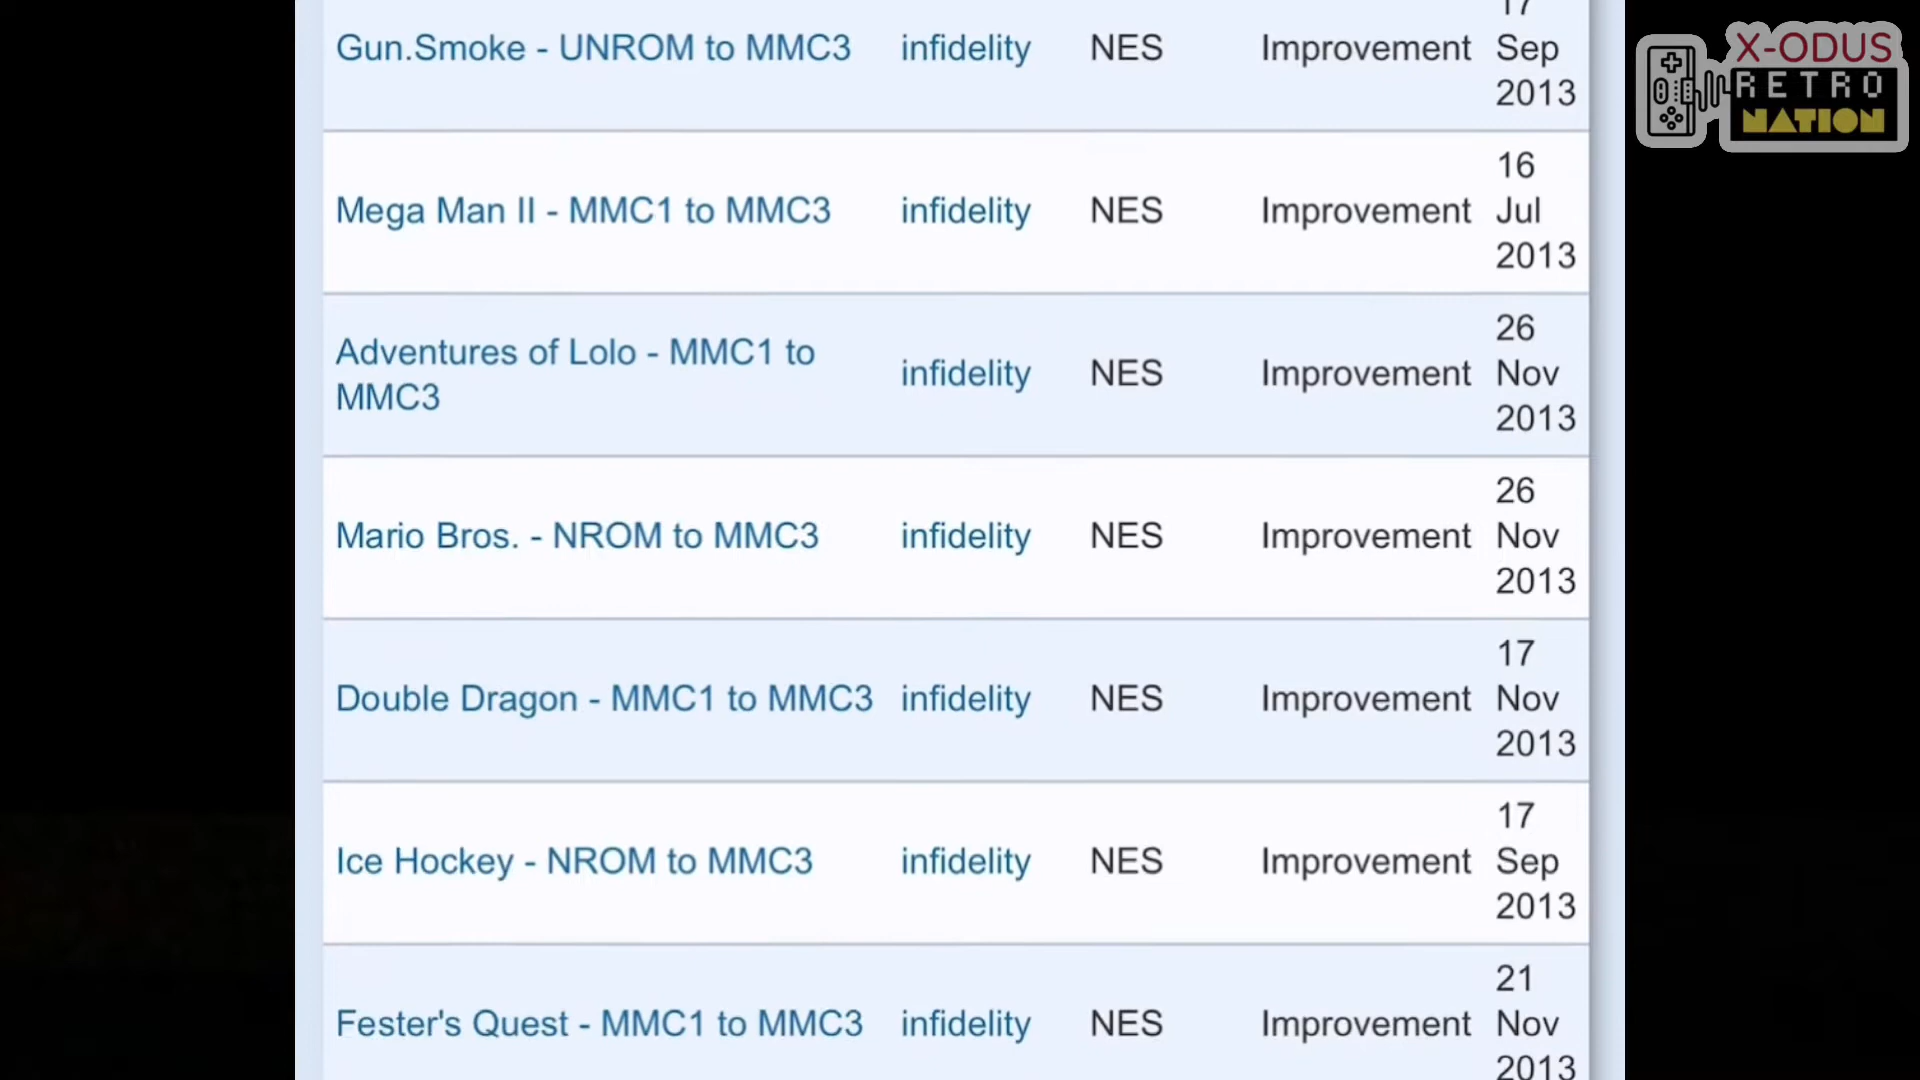 17
Gun.Smoke - UNROM to MMC3 infidelity NES Improvement Sep
2013
16
Mega Man II - MMC1 to MMC3 infidelity NES Improvement Jul
2013
26
Adventures of Lolo - MMC1 to
MMC3
infidelity NES Improvement Nov
2013
26
Mario Bros. - NROM to MMC3 infidelity NES Improvement Nov
2013
17
Double Dragon - MMC1 to MMC3 infidelity NES Improvement Nov
2013
17
Ice Hockey - NROM to MMC3 infidelity NES Improvement Sep
2013
21
Fester's Quest - MMC1 to MMC3 infidelity NES Improvement Nov
2013
X-ODUS
RETRO
NATION